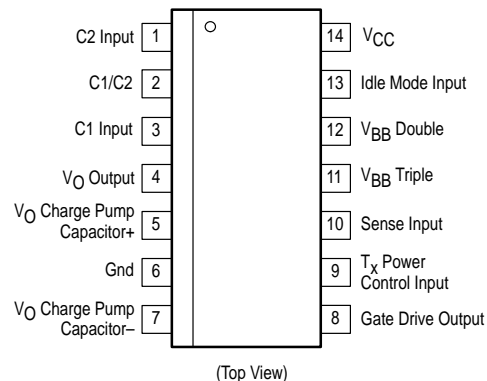 C2 Input 1
C1/C2 2
C1 Input 3
VO Output 4
VO Charge Pump
Capacitor+ 5
Gnd 6
VO Charge Pump
Capacitor– 7
14 VCC
13 Idle Mode Input
12 VBB Double
11 VBB Triple
10 Sense Input
9 Tx Power
Control Input
8 Gate Drive Output
(Top View)